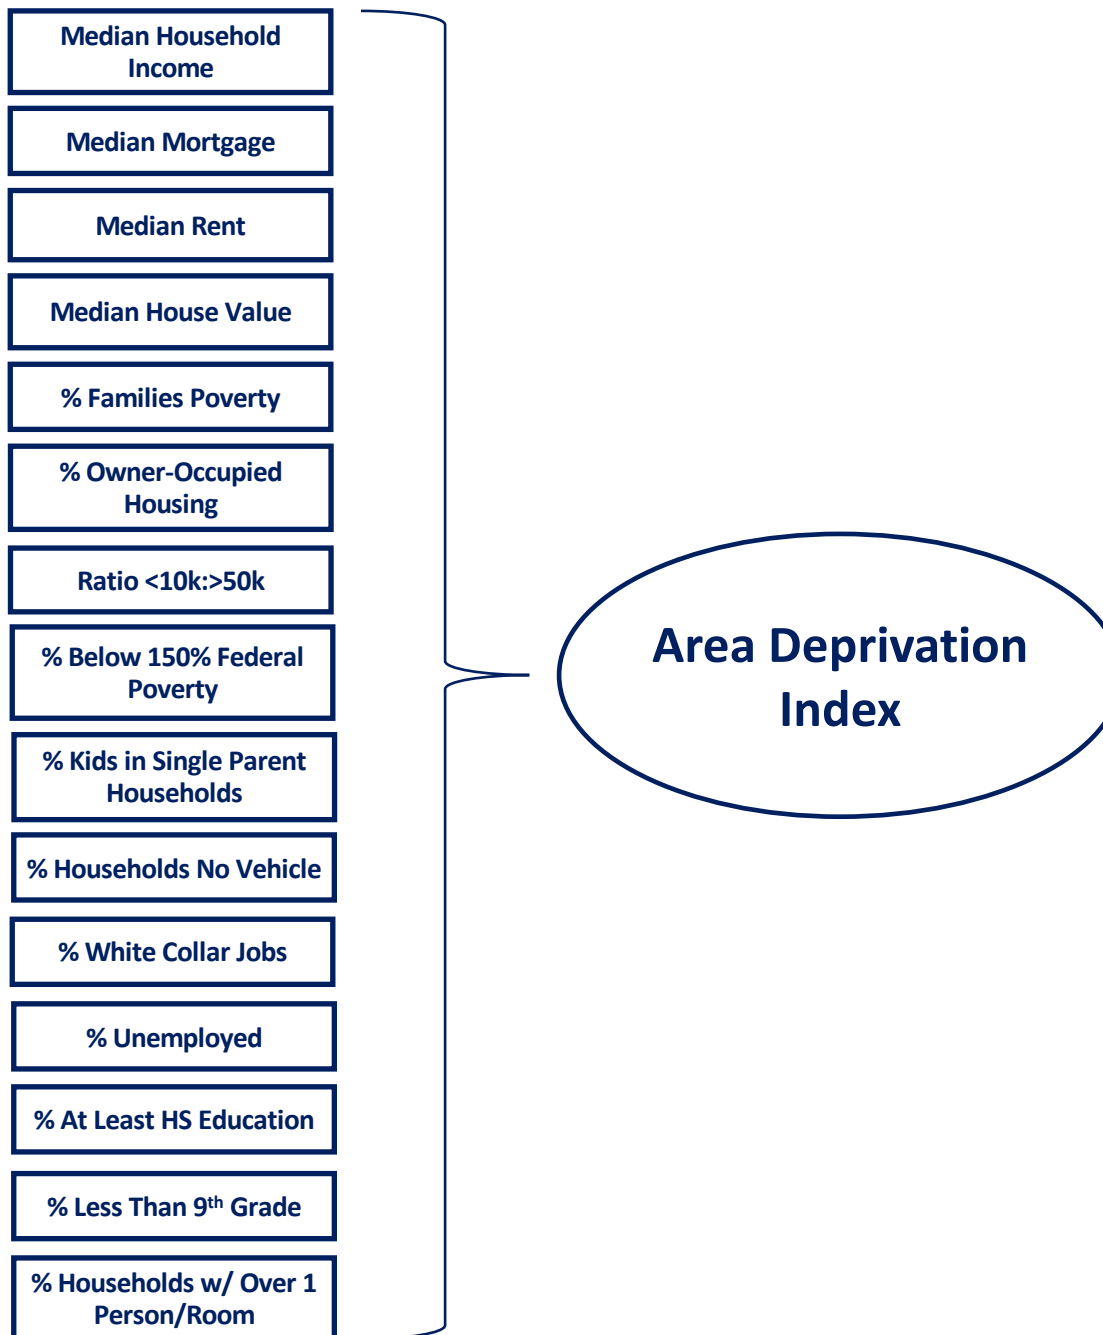 Median Household
Income
Median Mortgage
Median Rent
Median House Value
% Families Poverty
% Owner-Occupied
Housing
Ratio <10k:>50k
% Below 150% Federal
Poverty
% Kids in Single Parent
Households
% Households No Vehicle
% White Collar Jobs
% Unemployed
% At Least HS Education
% Less Than 9th Grade
% Households w/ Over 1
Person/Room
Area Deprivation
Index